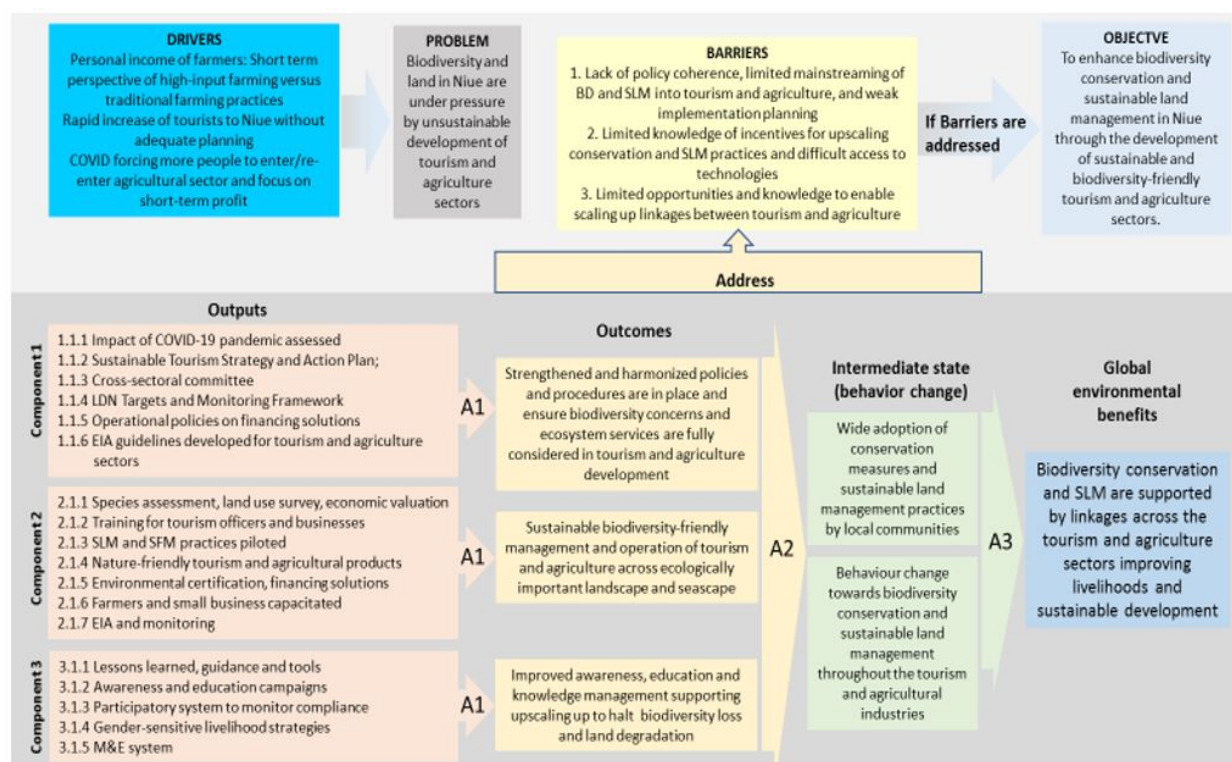 DRIVERS
Personal income of farmers: Short term
perspective of high-input farming versus
traditional farming practices
Rapid increase of tourists to Niue without
adequate planning
COVID forcing more people to enter/re-
enter agricultural sector and focus on
short-term profit
PROBLEM
Biodiversity and
land in Niue are
under pressure
by unsustainable
development of
tourism and
agriculture
sectors
BARRIERS
1. Lack of policy coherence, limited mainstreaming of
BD and SLM into tourism and agriculture, and weak
implementation planning
2. Limited knowledge of incentives for upscaling
conservation and SLM practices and difficult access to
technologies
3. Limited opportunities and knowledge to enable
scaling up linkages between tourism and agriculture
If Barriers are
addressed
OBJECTVE
To enhance biodiversity
conservation and
sustainable land
management in Niue
through the development
of sustainable and
biodiversity-friendly
tourism and agriculture
sectors.
Address
Outputs
Component 1
1.1.1 Impact of COVID-19 pandemic assessed
1.1.2 Sustainable Tourism Strategy and Action Plan;
1.1.3 Cross-sectoral committee
1.1.4 LDN Targets and Monitoring Framework
1.1.5 Operational policies on financing solutions
1.1.6 EIA guidelines developed for tourism and agriculture
sectors
A1
Component 2
2.1.1 Species assessment, land use survey, economic valuation
2.1.2 Training for tourism officers and businesses
2.1.3 SLM and SFM practices piloted
2.1.4 Nature-friendly tourism and agricultural products
2.1.5 Environmental certification, financing solutions
2.1.6 Farmers and small business capacitated
2.1.7 EIA and monitoring
A1
Component 3
3.1.1 Lessons learned, guidance and tools
3.1.2 Awareness and education campaigns
3.1.3 Participatory system to monitor compliance
3.1.4 Gender-sensitive livelihood strategies
3.1.5 M&E system
A1
Outcomes
Strengthened and harmonized policies
and procedures are in place and
ensure biodiversity concerns and
ecosystem services are fully
considered in tourism and agriculture
development
Sustainable biodiversity-friendly
management and operation of tourism
and agriculture across ecologically
important landscape and seascape
Improved awareness, education and
knowledge management supporting
upscaling up to halt biodiversity loss
and land degradation
A2
Intermediate state
(behavior change)
Wide adoption of
conservation
measures and
sustainable land
management practices
by local communities
Behaviour change
towards biodiversity
conservation and
sustainable land
management
throughout the tourism
and agricultural
industries
A3
Global
environmental
benefits
Biodiversity conservation
and SLM are supported
by linkages across the
tourism and agriculture
sectors improving
livelihoods and
sustainable development